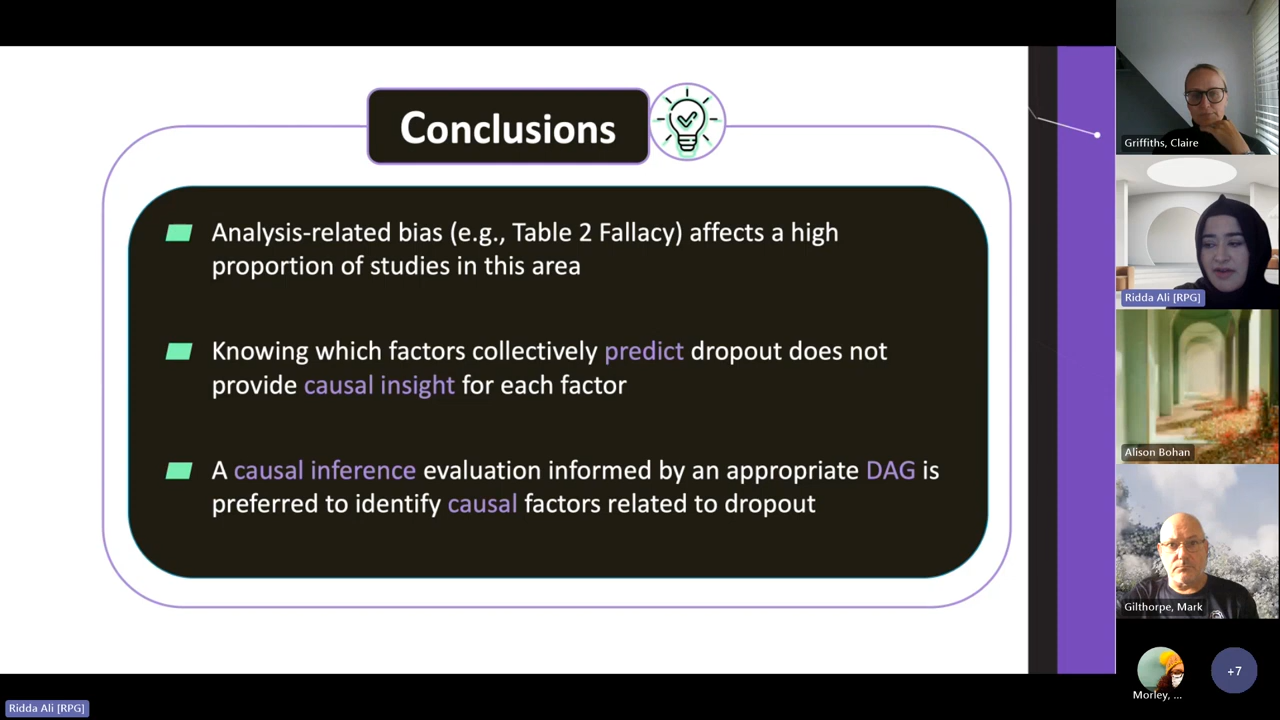 Conclusions
Analysis-related bias (e.g., Table 2 Fallacy) affects a high
proportion of studies in this area
Knowing which factors collectively predict dropout does not
provide causal insight for each factor
A causal inference evaluation informed by an appropriate DAG is
preferred to identify causal factors related to dropout
Griffiths, Claire
Ridda Ali [RPG]
Alison Bohan
Gilthorpe, Mark
Morley, ...
+7
Ridda Ali [RPG]